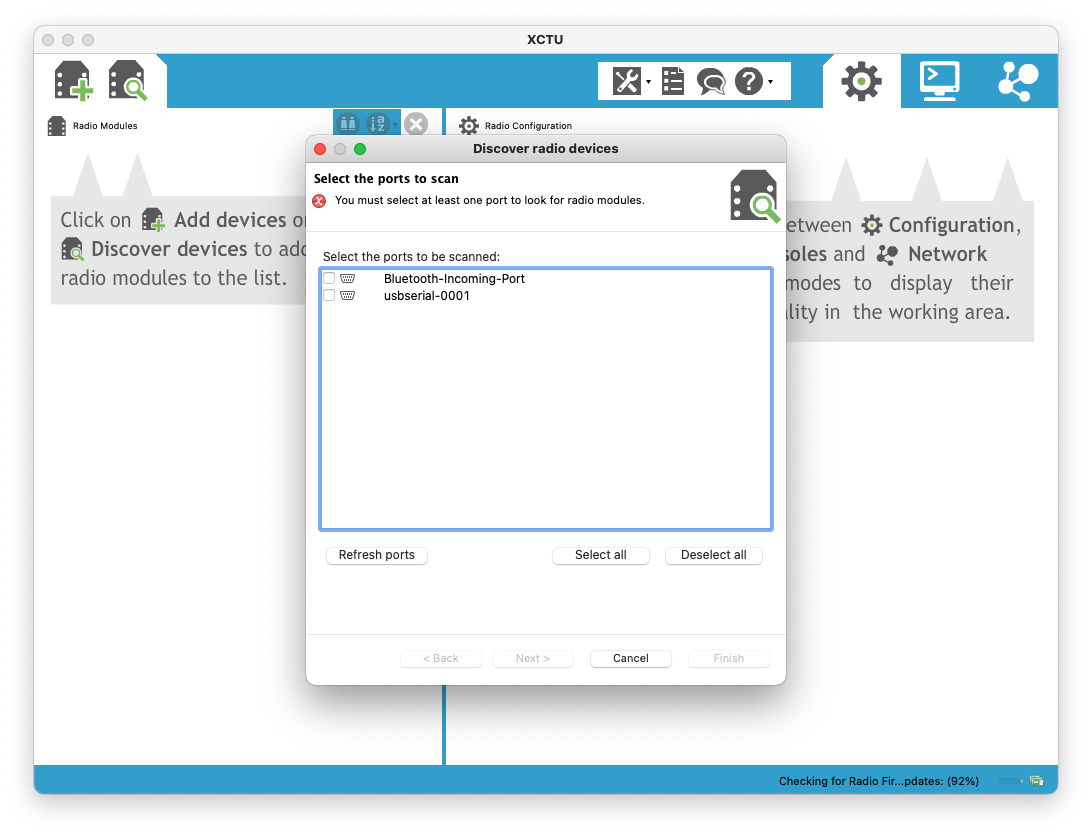 XCTU
Radio Modules
Radio Configuration
Click on Add devices or
Discover devices to add
radio modules to the list.
Discover radio devices
Select the ports to scan
You must select at least one port to look for radio modules.
Select the ports to be scanned:
Bluetooth-Incoming-Port
usbserial-0001
Refresh ports
Select all
Deselect all
< Back
Next >
Cancel
Finish
Configuration,
and Network
modes to display their
in the working area.
Checking for Radio Fir...pdates: (92%)